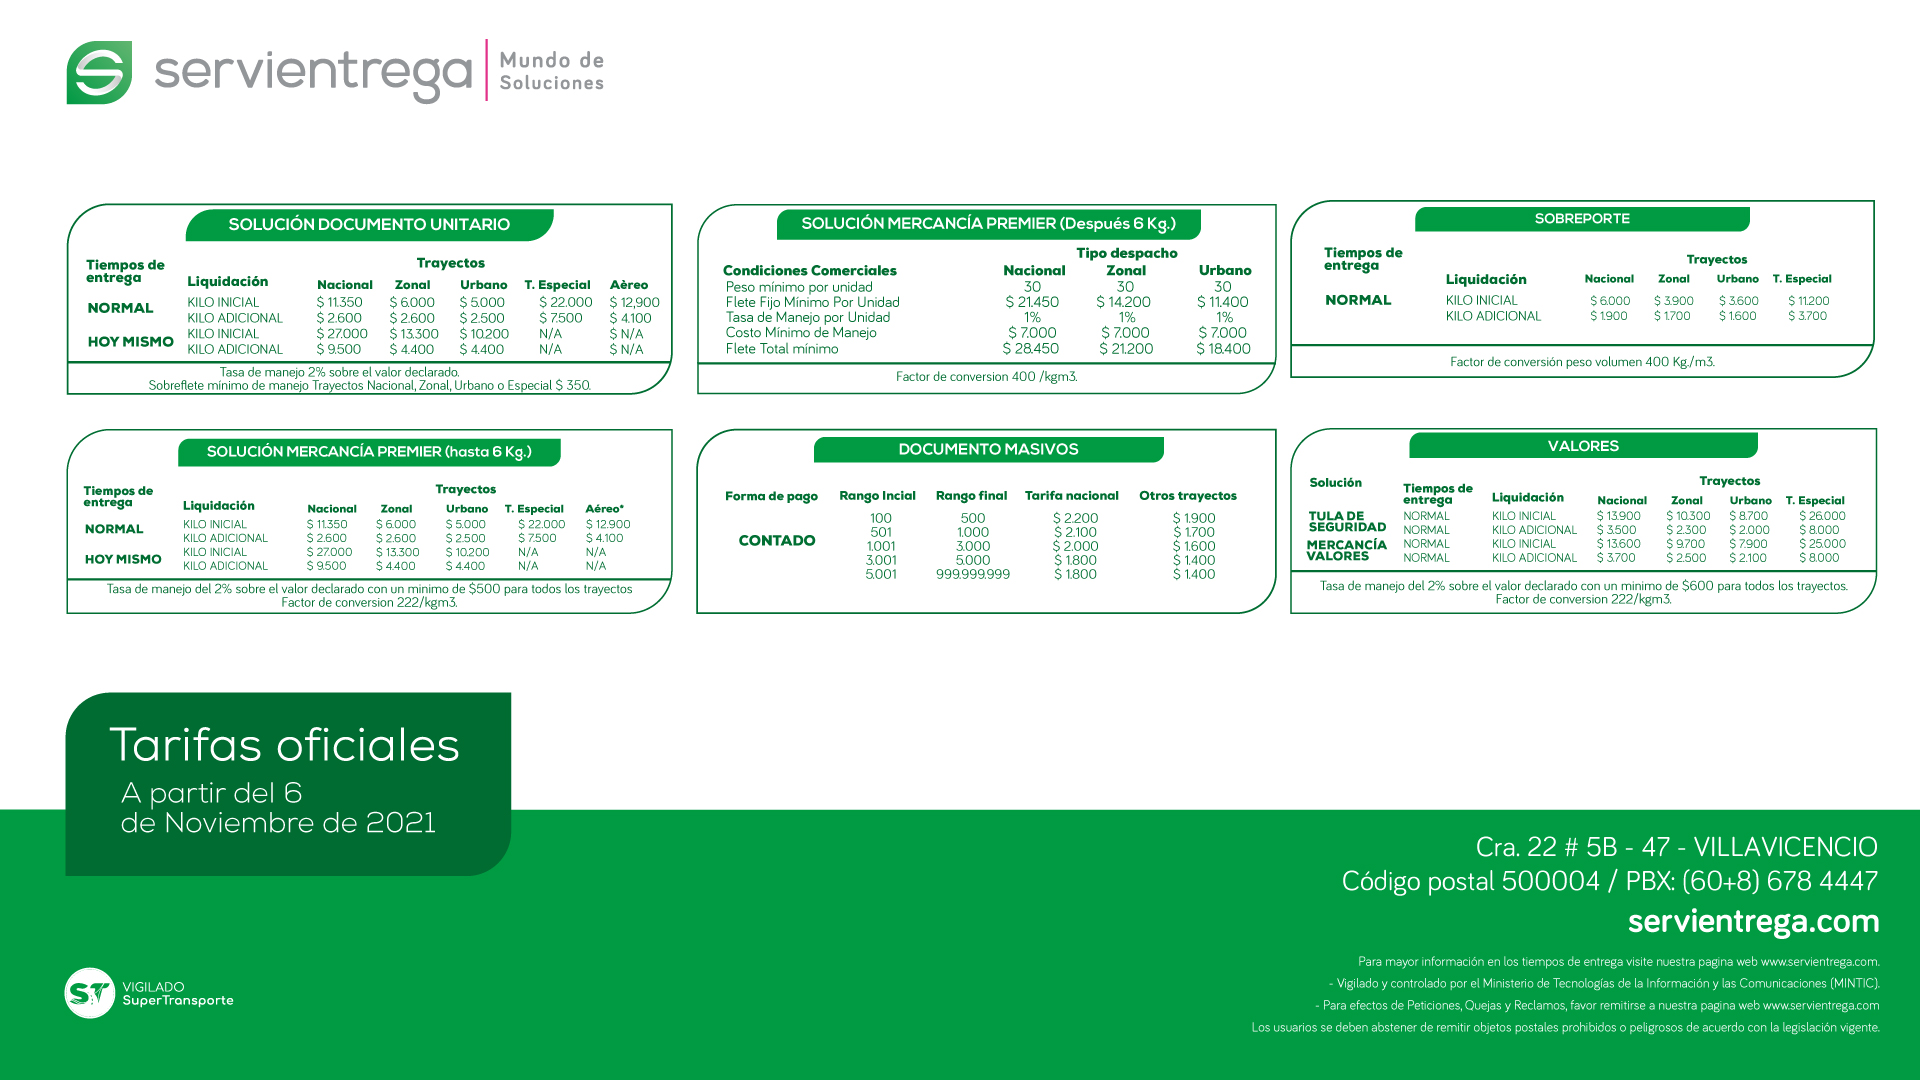 servientrega
Mundo de
Soluciones
SOLUCIÓN DOCUMENTO UNITARIO
Tiempos de
entrega
Trayectos
Liquidación Nacional Zonal Urbano T. Especial Aèreo
NORMAL
KILO INICIAL $ 11.350 $ 6.000 $ 5.000 $ 22.000 $ 12,900
KILO ADICIONAL $ 2.600 $ 2.600 $ 2.500 $ 7.500 $ 4.100
HOY MISMO
KILO INICIAL $ 27.000 $ 13.300 $ 10.200 N/A $ N/A
KILO ADICIONAL $ 9.500 $ 4.400 $ 4.400 N/A $ N/A
Tasa de manejo 2% sobre el valor declarado.
Sobreflete mínimo de manejo Trayectos Nacional, Zonal, Urbano o Especial $ 350.
SOLUCIÓN MERCANCÍA PREMIER (Después 6 Kg.)
Tipo despacho
Condiciones Comerciales Nacional Zonal Urbano
Peso mínimo por unidad 30 30 30
Flete Fijo Mínimo Por Unidad $ 21.450 $ 14.200 $ 11.400
Tasa de Manejo por Unidad 1% 1% 1%
Costo Mínimo de Manejo $ 7.000 $ 7.000 $ 7.000
Flete Total mínimo $ 28.450 $ 21.200 $ 18.400
Factor de conversion 400 /kgm3.
SOBREPORTE
Tiempos de
entrega
Trayectos
Liquidación Nacional Zonal Urbano T. Especial
NORMAL
KILO INICIAL $ 6.000 $ 3.900 $ 3.600 $ 11.200
KILO ADICIONAL $ 1.900 $ 1.700 $ 1.600 $ 3.700
Factor de conversión peso volumen 400 Kg./m3.
SOLUCIÓN MERCANCÍA PREMIER (hasta 6 Kg.)
Tiempos de
entrega
Trayectos
Liquidación Nacional Zonal Urbano T. Especial Aéreo*
NORMAL
KILO INICIAL $ 11.350 $ 6.000 $ 5.000 $ 22.000 $ 12.900
KILO ADICIONAL $ 2.600 $ 2.600 $ 2.500 $ 7.500 $ 4.100
HOY MISMO
KILO INICIAL $ 27.000 $ 13.300 $ 10.200 N/A N/A
KILO ADICIONAL $ 9.500 $ 4.400 $ 4.400 N/A N/A
Tasa de manejo del 2% sobre el valor declarado con un minimo de $500 para todos los trayectos
Factor de conversion 222/kgm3.
DOCUMENTO MASIVOS
Forma de pago Rango Incial Rango final Tarifa nacional Otros trayectos
CONTADO
100 500 $ 2.200 $ 1.900
501 1.000 $ 2.100 $ 1.700
1.001 3.000 $ 2.000 $ 1.600
3.001 5.000 $ 1.800 $ 1.400
5.001 999.999.999 $ 1.800 $ 1.400
VALORES
Solución Tiempos de
entrega
Trayectos
Liquidación Nacional Zonal Urbano T. Especial
TULA DE
SEGURIDAD
NORMAL KILO INICIAL $ 13.900 $ 10.300 $ 8.700 $ 26.000
NORMAL KILO ADICIONAL $ 3.500 $ 2.300 $ 2.000 $ 8.000
MERCANCÍA
VALORES
NORMAL KILO INICIAL $ 13.600 $ 9.700 $ 7.900 $ 25.000
NORMAL KILO ADICIONAL $ 3.700 $ 2.500 $ 2.100 $ 8.000
Tasa de manejo del 2% sobre el valor declarado con un minimo de $600 para todos los trayectos.
Factor de conversion 222/kgm3.
Tarifas oficiales
A partir del 6
de Noviembre de 2021
Cra. 22 # 5B - 47 - VILLAVICENCIO
Código postal 500004 / PBX: (60+8) 678 4447
servientrega.com
Para mayor información en los tiempos de entrega visite nuestra pagina web www.servientrega.com.
- Vigilado y controlado por el Ministerio de Tecnologías de la Información y las Comunicaciones (MINTIC).
- Para efectos de Peticiones, Quejas y Reclamos, favor remitirse a nuestra pagina web www.servientrega.com
Los usuarios se deben abstener de remitir objetos postales prohibidos o peligrosos de acuerdo con la legislación vigente.
ST
VIGILADO
SuperTransporte